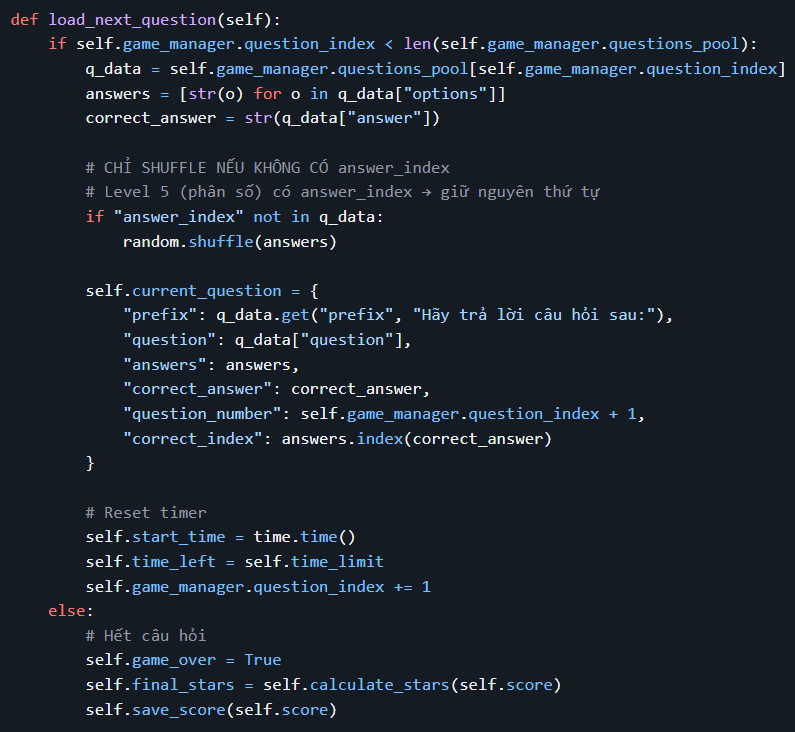 def load_next_question(self):
    if self.game_manager.question_index < len(self.game_manager.questions_pool):
        q_data = self.game_manager.questions_pool[self.game_manager.question_index]
        answers = [str(o) for o in q_data["options"]]
        correct_answer = str(q_data["answer"])

        # CHỈ SHUFFLE NẾU KHÔNG CÓ answer_index
        # Level 5 (phân số) có answer_index → giữ nguyên thứ tự
        if "answer_index" not in q_data:
            random.shuffle(answers)

        self.current_question = {
            "prefix": q_data.get("prefix", "Hãy trả lời câu hỏi sau:"),
            "question": q_data["question"],
            "answers": answers,
            "correct_answer": correct_answer,
            "question_number": self.game_manager.question_index + 1,
            "correct_index": answers.index(correct_answer)
        }

        # Reset timer
        self.start_time = time.time()
        self.time_left = self.time_limit
        self.game_manager.question_index += 1
    else:
        # Hết câu hỏi
        self.game_over = True
        self.final_stars = self.calculate_stars(self.score)
        self.save_score(self.score)